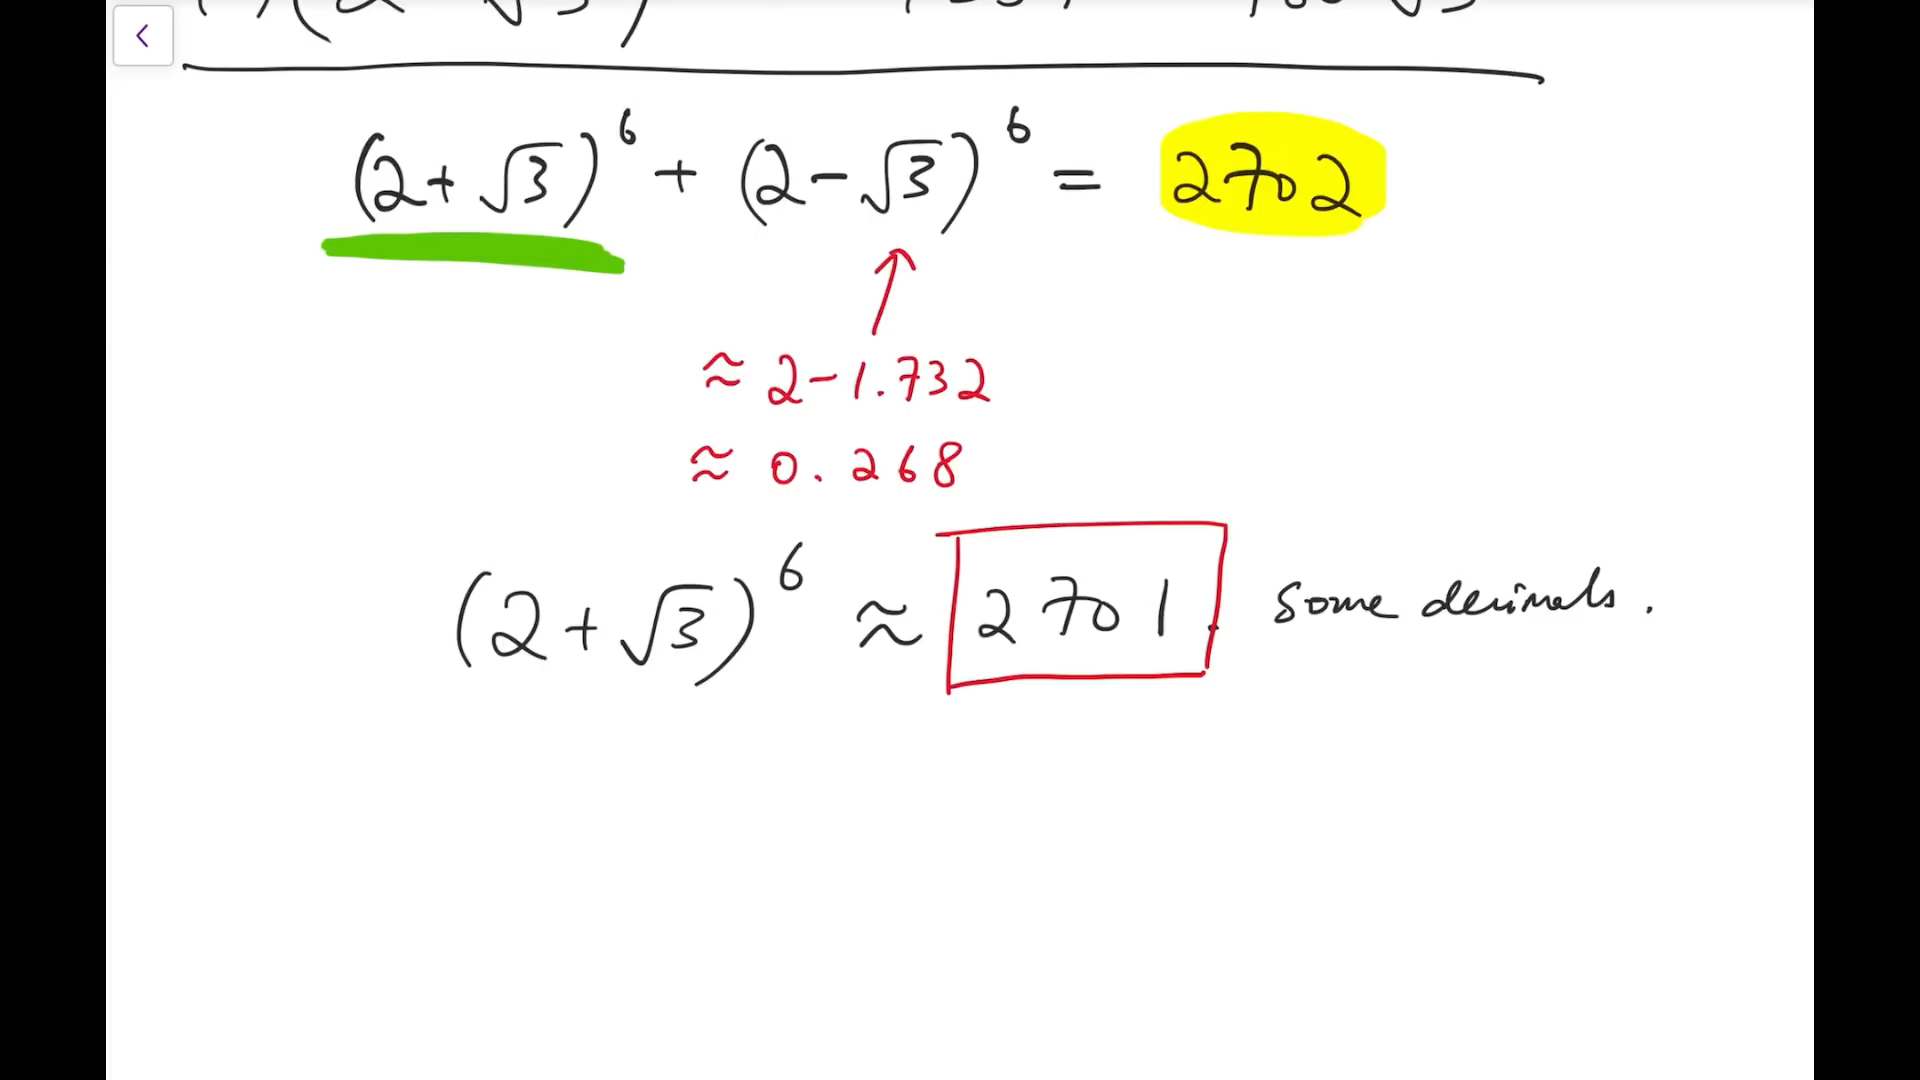 (2+√3)⁶ + (2-√3)⁶ = 2702
≈ 2-1.732
≈ 0.268
(2+√3)⁶ ≈ 2701. some decimals.